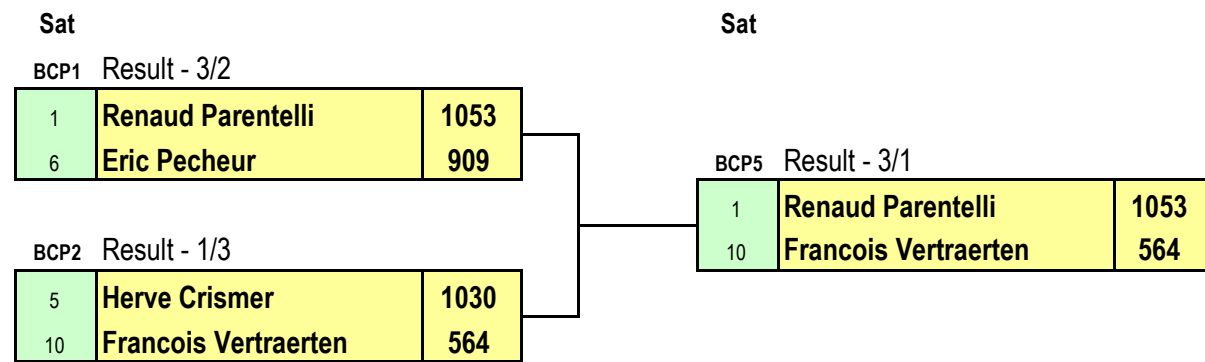 Sat
BCP1 Result - 3/2
1 Renaud Parentelli 1053
6 Eric Pecheur 909
BCP2 Result - 1/3
5 Herve Crismer 1030
10 Francois Vertraerten 564
Sat
BCP5 Result - 3/1
1 Renaud Parentelli 1053
10 Francois Vertraerten 564